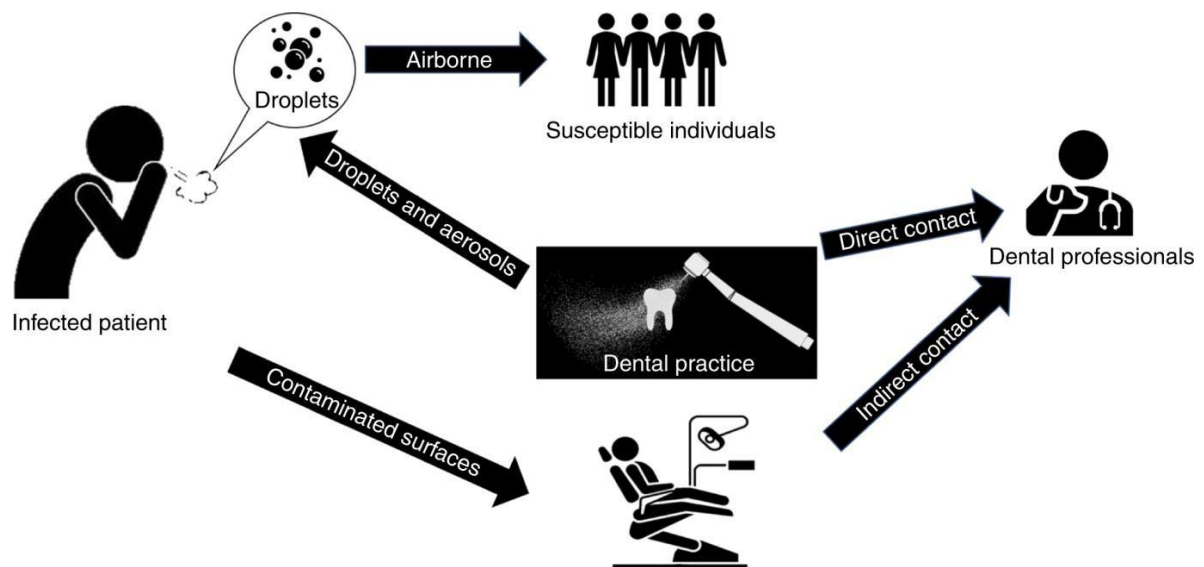 Droplets
Airborne
Susceptible individuals
Infected patient
Droplets and aerosols
Dental practice
Direct contact
Dental professionals
Contaminated surfaces
Indirect contact